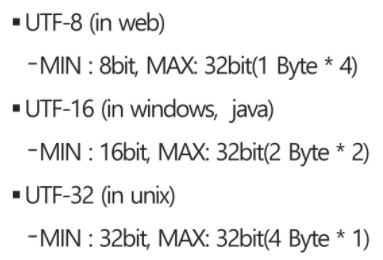 ▪ UTF-8 (in web)
-MIN : 8bit, MAX: 32bit(1 Byte * 4)
▪ UTF-16 (in windows, java)
-MIN : 16bit, MAX: 32bit(2 Byte * 2)
▪ UTF-32 (in unix)
-MIN : 32bit, MAX: 32bit(4 Byte * 1)